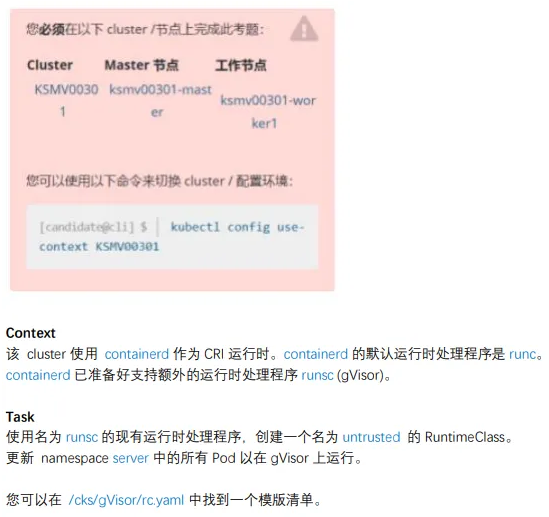 您必须在以下 cluster /节点上完成此考题：
Cluster Master 节点 工作节点
KSMV0030 ksmv00301-mast ksmv00301-wor
1 er ker1
您可以使用以下命令来切换 cluster / 配置环境：
[candidate@cli] $ | kubectl config use-
context KSMV00301
Context
该 cluster 使用 containerd 作为 CRI 运行时。containerd 的默认运行时处理程序是 runc。
containerd 已准备好支持额外的运行时处理程序 runsc (gVisor)。
Task
使用名为 runsc 的现有运行时处理程序，创建一个名为 untrusted 的 RuntimeClass。
更新 namespace server 中的所有 Pod 以在 gVisor 上运行。
您可以在 /cks/gVisor/rc.yaml 中找到一个模版清单。